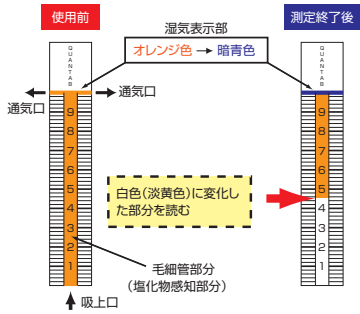 使用前
測定終了後
湿気表示部
オレンジ色 → 暗青色
QUANTAB
QUANTAB
通気口
通気口
9
8
7
6
5
4
3
2
1
9
8
7
6
5
4
3
2
1
白色(淡黄色)に変化し
た部分を読む
毛細管部分
(塩化物感知部分)
吸上口